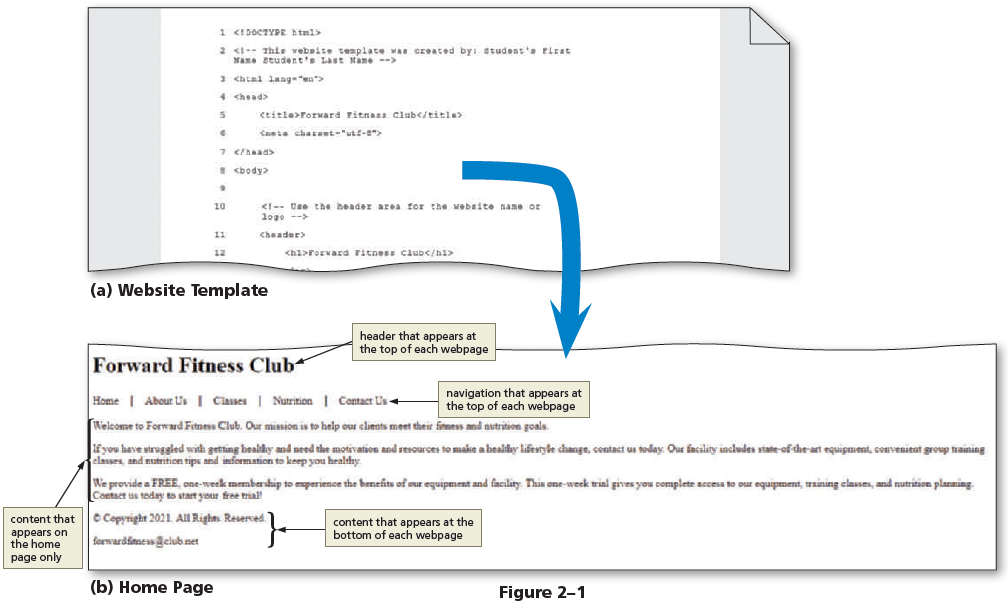 1 <!DOCTYPE html>
2 <!-- This website template was created by: Student's First
Name Student's Last Name -->
3 <html lang="en">
4 <head>
5 <title>Forward Fitness Club</title>
6 <meta charset="utf-8">
7 </head>
8 <body>
9
10 <!-- Use the header area for the website name or
logo -->
11 <header>
12 <h1>Forward Fitness Club</h1>
(a) Website Template
header that appears at
the top of each webpage
Forward Fitness Club
Home | About Us | Classes | Nutrition | Contact Us
navigation that appears at
the top of each webpage
Welcome to Forward Fitness Club. Our mission is to help our clients meet their fitness and nutrition goals.
If you have struggled with getting healthy and need the motivation and resources to make a healthy lifestyle change, contact us today. Our facility includes state-of-the-art equipment, convenient group training
classes, and nutrition tips and information to keep you healthy.
We provide a FREE, one-week membership to experience the benefits of our equipment and facility. This one-week trial gives you complete access to our equipment, training classes, and nutrition planning.
Contact us today to start your free trial!
content that
appears on
the home
page only
© Copyright 2021. All Rights Reserved.
forwardfitness@club.net
content that appears at the
bottom of each webpage
(b) Home Page
Figure 2–1